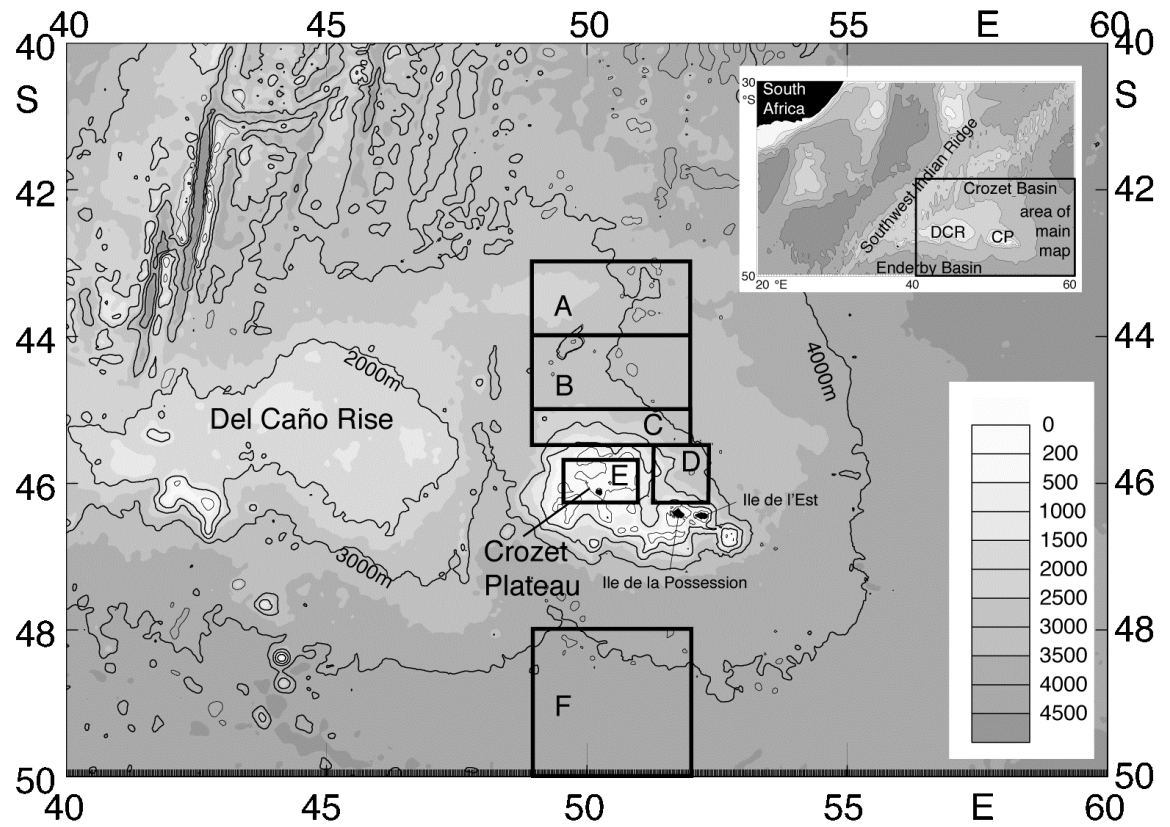 40
45
50
55
E
60
40
S
42
44
46
48
50
40
S
42
44
46
48
50
30
°S
South
Africa
Southwest Indian Ridge
Crozet Basin
area of
main
map
DCR
CP
Enderby Basin
50
20 °E
40
60
A
B
C
D
E
F
2000m
Del Caño Rise
3000m
4000m
Crozet
Plateau
Ile de l'Est
Ile de la Possession
0
200
500
1000
1500
2000
2500
3000
3500
4000
4500
40
45
50
55
E
60